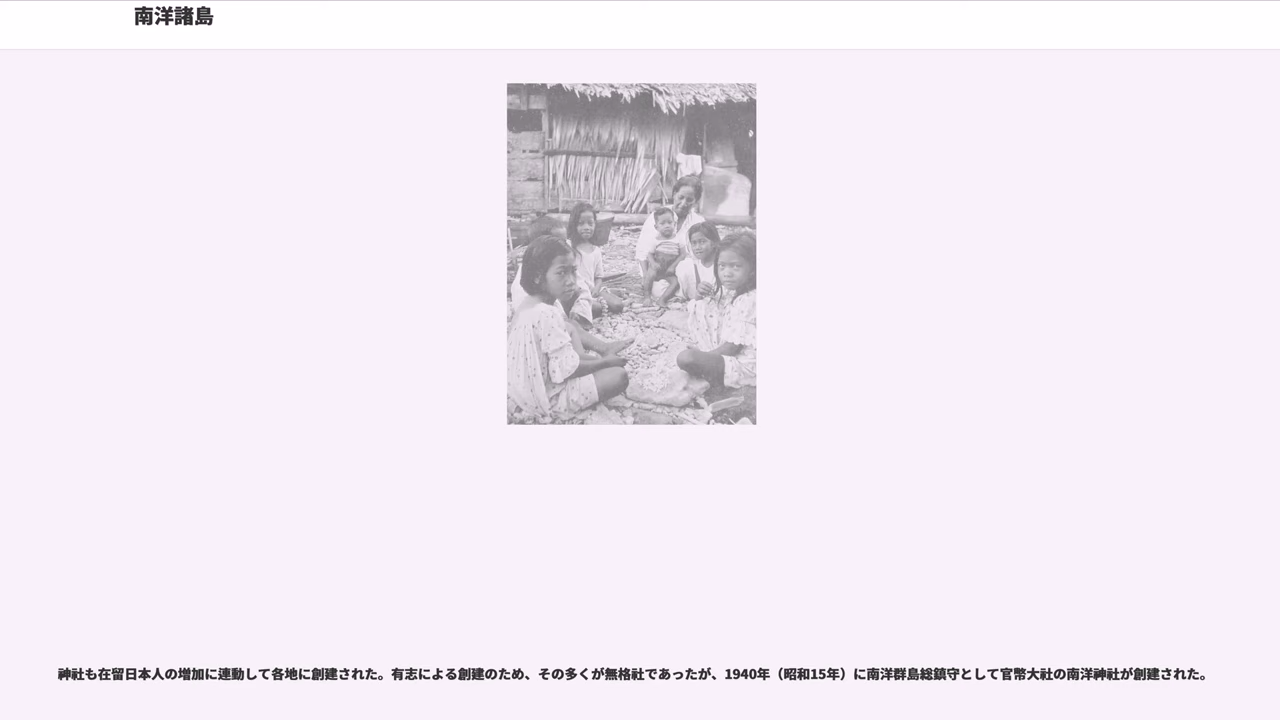 南洋諸島
神社も在留日本人の増加に連動して各地に創建された。有志による創建のため、その多くが無格社であったが、1940年（昭和15年）に南洋群島総鎮守として官幣大社の南洋神社が創建された。